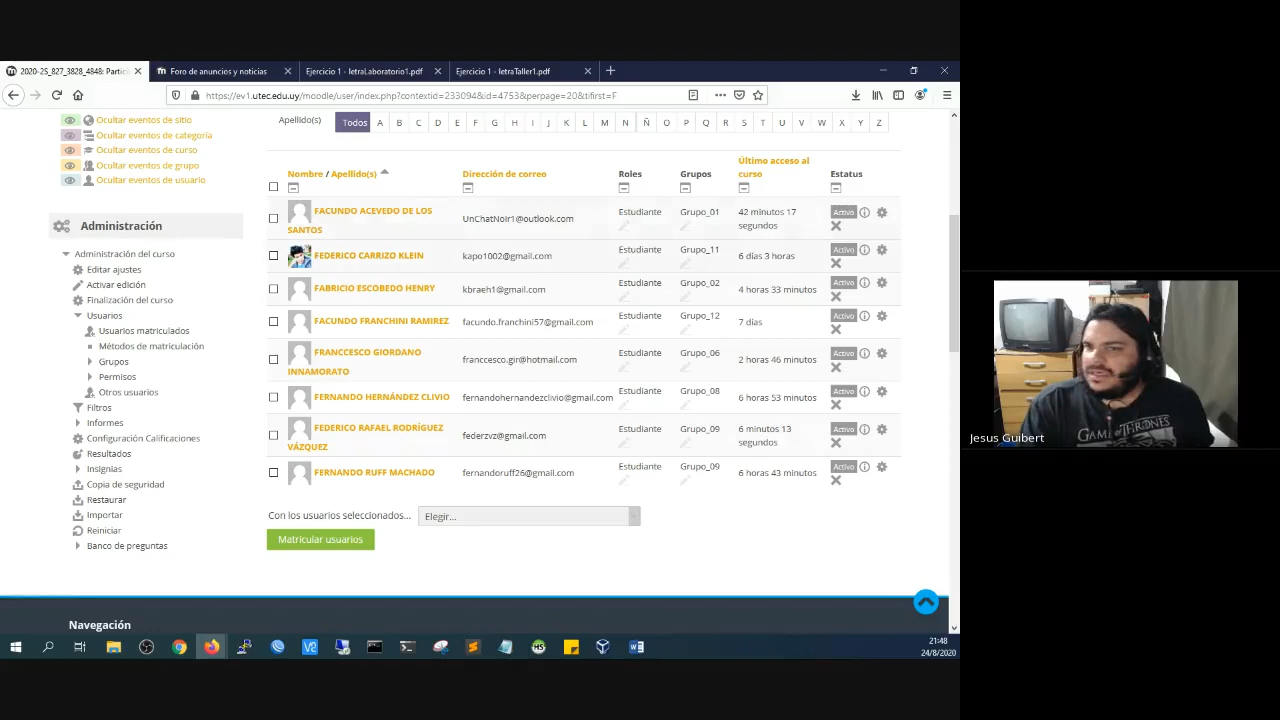 2020-2S_827_3828_4848: Partici
Foro de anuncios y noticias
Ejercicio 1 - letraLaboratorio1.pdf
Ejercicio 1 - letraTaller1.pdf
https://ev1.utec.edu.uy/moodle/user/index.php?contextid=233094&id=4753&perpage=20&tifirst=F
Ocultar eventos de sitio
Ocultar eventos de categoría
Ocultar eventos de curso
Ocultar eventos de grupo
Ocultar eventos de usuario
Administración
Administración del curso
Editar ajustes
Activar edición
Finalización del curso
Usuarios
Usuarios matriculados
Métodos de matriculación
Grupos
Permisos
Otros usuarios
Filtros
Informes
Configuración Calificaciones
Resultados
Insignias
Copia de seguridad
Restaurar
Importar
Reiniciar
Banco de preguntas
Apellido(s) Todos A B C D E F G H I J K L M N Ñ O P Q R S T U V W X Y Z
Nombre / Apellido(s) Dirección de correo Roles Grupos Último acceso al curso Estatus
FACUNDO ACEVEDO DE LOS SANTOS UnChatNoir1@outlook.com Estudiante Grupo_01 42 minutos 17 segundos Activo
FEDERICO CARRIZO KLEIN kapo1002@gmail.com Estudiante Grupo_11 6 días 3 horas Activo
FABRICIO ESCOBEDO HENRY kbraeh1@gmail.com Estudiante Grupo_02 4 horas 33 minutos Activo
FACUNDO FRANCHINI RAMIREZ facundo.franchini57@gmail.com Estudiante Grupo_12 7 días Activo
FRANCCESCO GIORDANO INNAMORATO franccesco.gir@hotmail.com Estudiante Grupo_06 2 horas 46 minutos Activo
FERNANDO HERNÁNDEZ CLIVIO fernandohernandezclivio@gmail.com Estudiante Grupo_08 6 horas 53 minutos Activo
FEDERICO RAFAEL RODRÍGUEZ VÁZQUEZ federzvz@gmail.com Estudiante Grupo_09 6 minutos 13 segundos Activo
FERNANDO RUFF MACHADO fernandoruff26@gmail.com Estudiante Grupo_09 6 horas 43 minutos Activo
Con los usuarios seleccionados... Elegir...
Matricular usuarios
Navegación
21:48
24/8/2020
GAME OF THRONES
Jesus Guibert